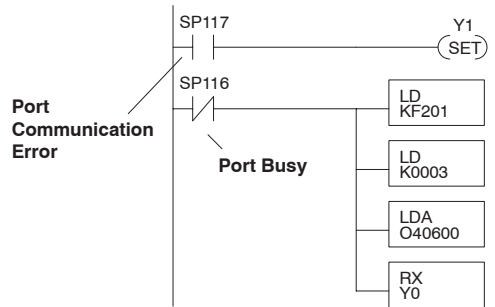 SP117
Y1
SET
Port
Communication
Error
SP116
Port Busy
LD
KF201
LD
K0003
LDA
O40600
RX
Y0